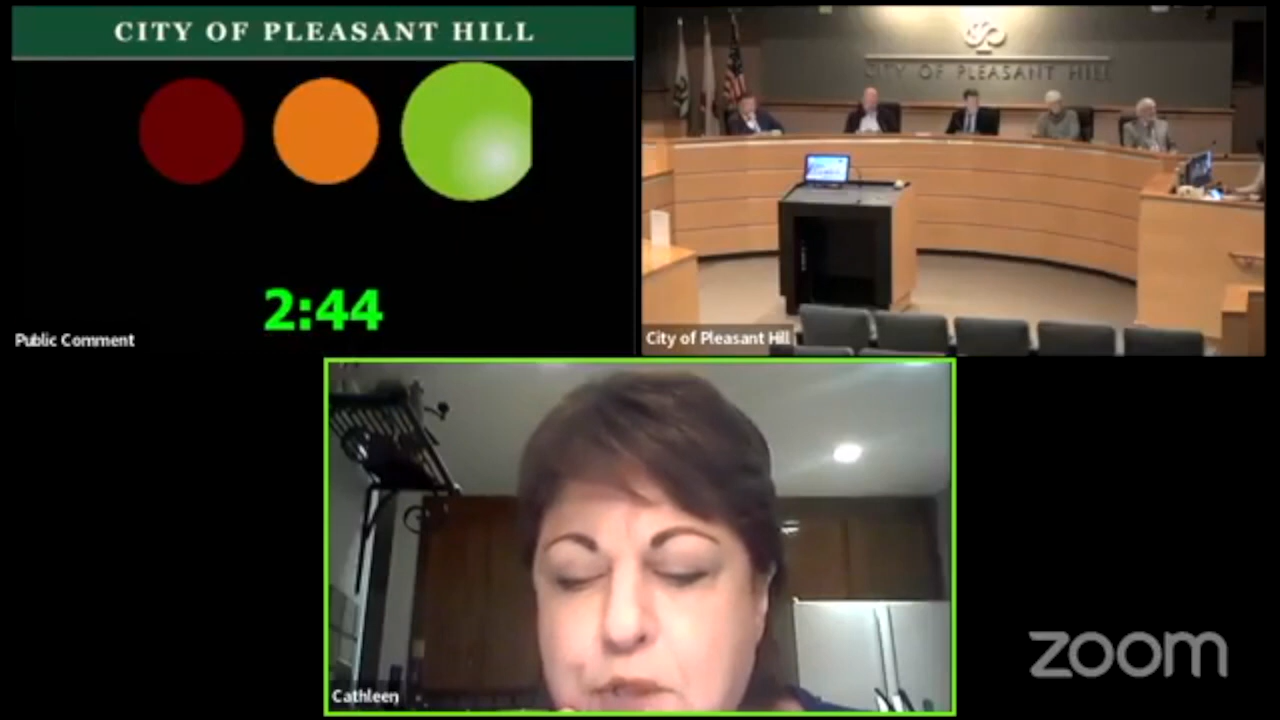 CITY OF PLEASANT HILL
2:44
Public Comment
CITY OF PLEASANT HILL
City of Pleasant Hill
Cathleen
zoom